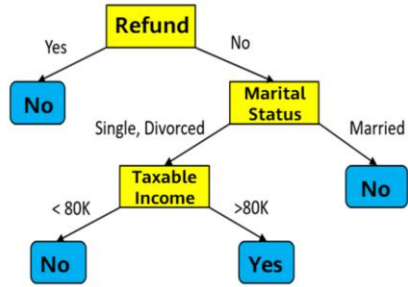 Refund
Yes
No
No
Marital
Status
Single, Divorced
Married
Taxable
Income
No
< 80K
>80K
No
Yes